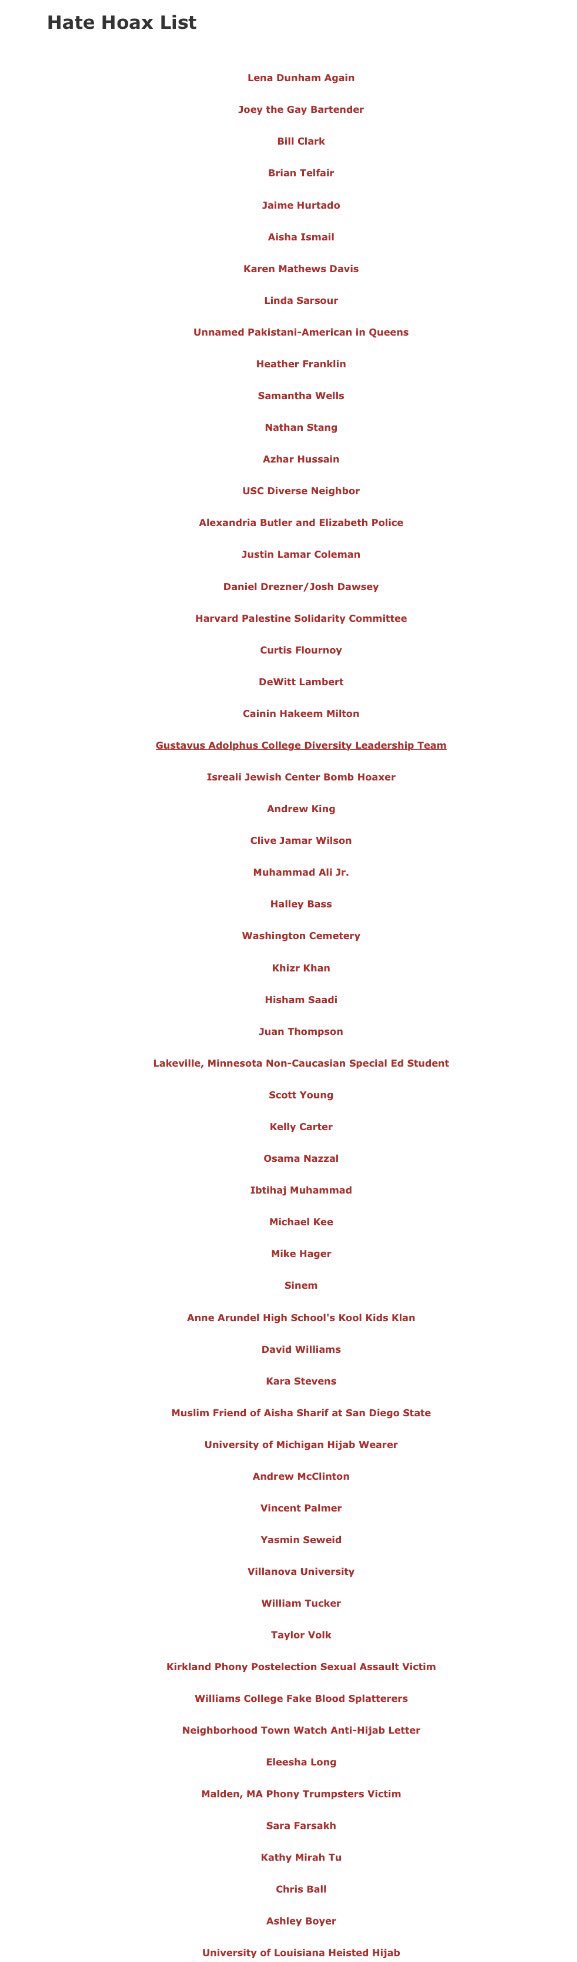 Hate Hoax List
Lena Dunham Again
Joey the Gay Bartender
Bill Clark
Brian Telfair
Jaime Hurtado
Aisha Ismail
Karen Mathews Davis
Linda Sarsour
Unnamed Pakistani-American in Queens
Heather Franklin
Samantha Wells
Nathan Stang
Azhar Hussain
USC Diverse Neighbor
Alexandria Butler and Elizabeth Police
Justin Lamar Coleman
Daniel Drezner/Josh Dawsey
Harvard Palestine Solidarity Committee
Curtis Flournoy
DeWitt Lambert
Cainin Hakeem Milton
Gustavus Adolphus College Diversity Leadership Team
Isreali Jewish Center Bomb Hoaxer
Andrew King
Clive Jamar Wilson
Muhammad Ali Jr.
Halley Bass
Washington Cemetery
Khizr Khan
Hisham Saadi
Juan Thompson
Lakeville, Minnesota Non-Caucasian Special Ed Student
Scott Young
Kelly Carter
Osama Nazzal
Ibtihaj Muhammad
Michael Kee
Mike Hager
Sinem
Anne Arundel High School's Kool Kids Klan
David Williams
Kara Stevens
Muslim Friend of Aisha Sharif at San Diego State
University of Michigan Hijab Wearer
Andrew McClinton
Vincent Palmer
Yasmin Seweid
Villanova University
William Tucker
Taylor Volk
Kirkland Phony Postelection Sexual Assault Victim
Williams College Fake Blood Splatterers
Neighborhood Town Watch Anti-Hijab Letter
Eleesha Long
Malden, MA Phony Trumpsters Victim
Sara Farsakh
Kathy Mirah Tu
Chris Ball
Ashley Boyer
University of Louisiana Heisted Hijab